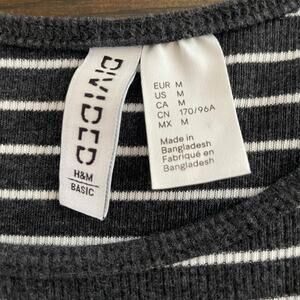 DIVIDED
H&M
BASIC
EUR M
US M
CA M
CN 170/96A
MX M
Made in
Bangladesh
Fabriqué en
Bangladesh